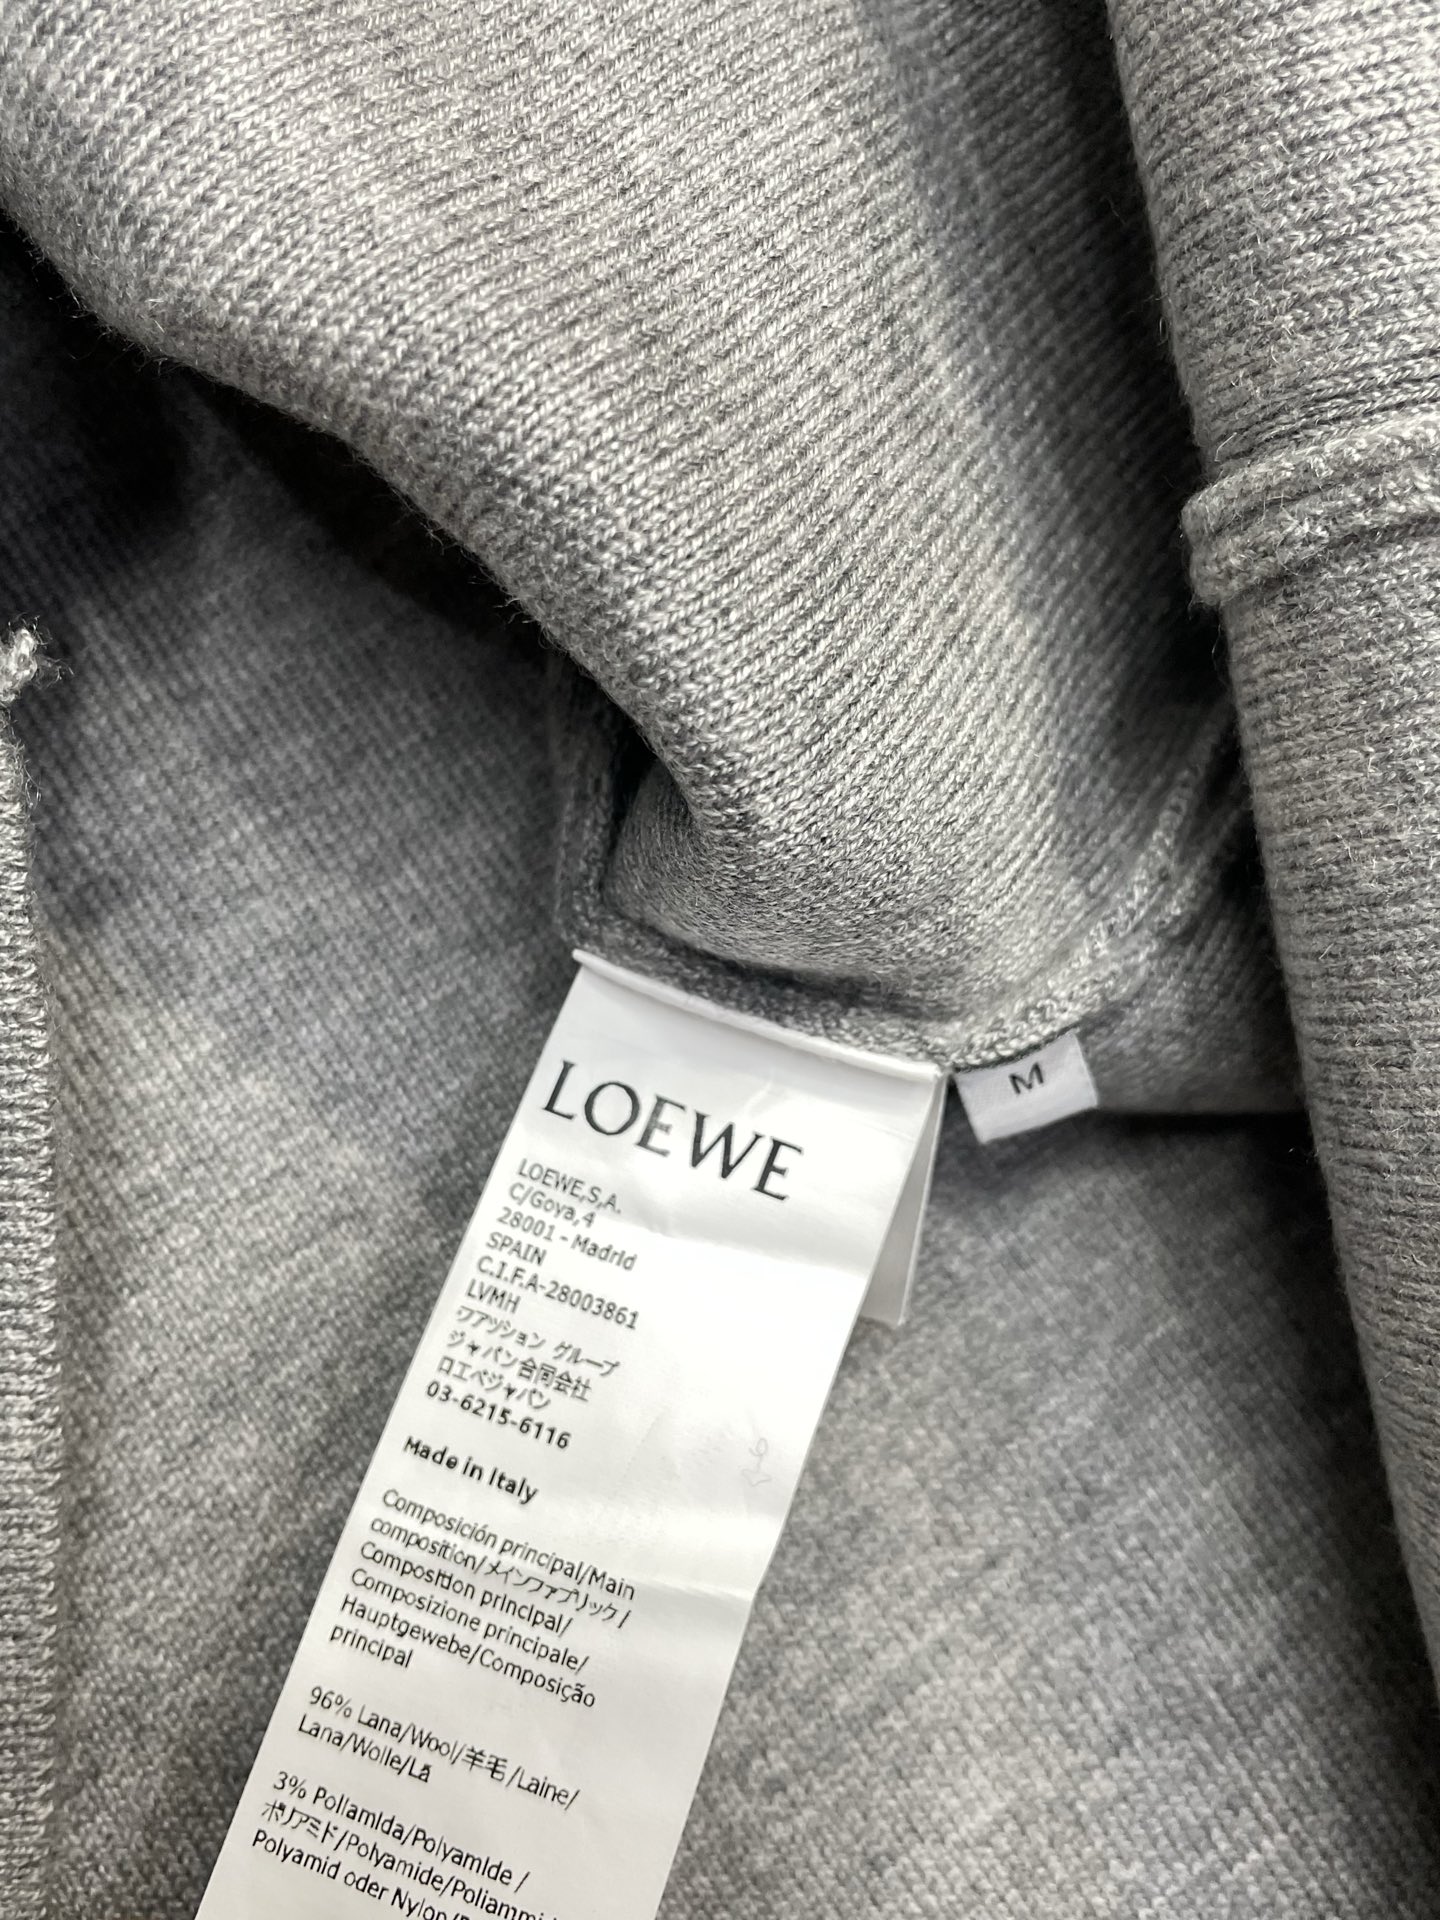 LOEWE
M
LOEWE,S,A.
C/Goya,4
28001 - Madrid
SPAIN
C.I.F.A-28003861
LVMH
ワアッション グループ
ジャパン合同会社
ロエベジャパン
03-6215-6116
Made in Italy
Composición principal/Main
composition/メインファブリック/
Composition principal/
Composizione principale/
Hauptgewebe/Composição
principal
96% Lana/Wool/羊毛/Laine/
Lana/Wolle/Lã
3% Poliamida/Polyamide /
ポリアミド/Polyamide/Poliammi
Polyamid oder Nylon/